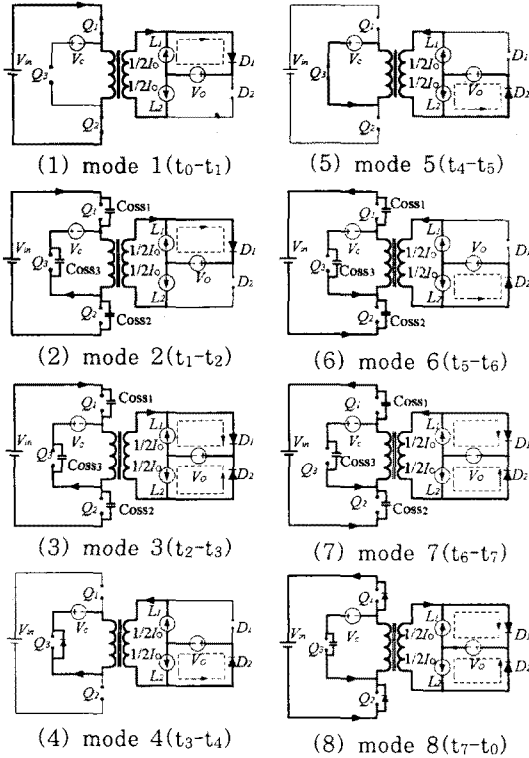 Q1
Vin
Q3
Vc
Q2
L1
1/2Io
1/2Io
L2
Vo
D1
D2
(1) mode 1(t0-t1)
Q1
Vin
Q3
Vc
Q2
L1
1/2Io
1/2Io
L2
Vo
D1
D2
(5) mode 5(t4-t5)
Coss1
Q1
Vin
Vc
Q3
Coss3
Q2
Coss2
L1
1/2Io
1/2Io
L2
Vo
D1
D2
(2) mode 2(t1-t2)
Coss1
Q1
Vin
Vc
Q3
Coss3
Q2
Coss2
L1
1/2Io
1/2Io
L2
Vo
D1
D2
(6) mode 6(t5-t6)
Coss1
Q1
Vin
Vc
Q3
Coss3
Q2
Coss2
L1
1/2Io
1/2Io
L2
Vo
D1
D2
(3) mode 3(t2-t3)
Coss1
Q1
Vin
Vc
Q3
Coss3
Q2
Coss2
L1
1/2Io
1/2Io
L2
Vo
D1
D2
(7) mode 7(t6-t7)
Q1
Vin
Vc
Q3
Q2
L1
1/2Io
1/2Io
L2
Vo
D1
D2
(4) mode 4(t3-t4)
Q1
Vin
Vc
Q3
Q2
L1
1/2Io
1/2Io
L2
Vo
D1
D2
(8) mode 8(t7-t0)